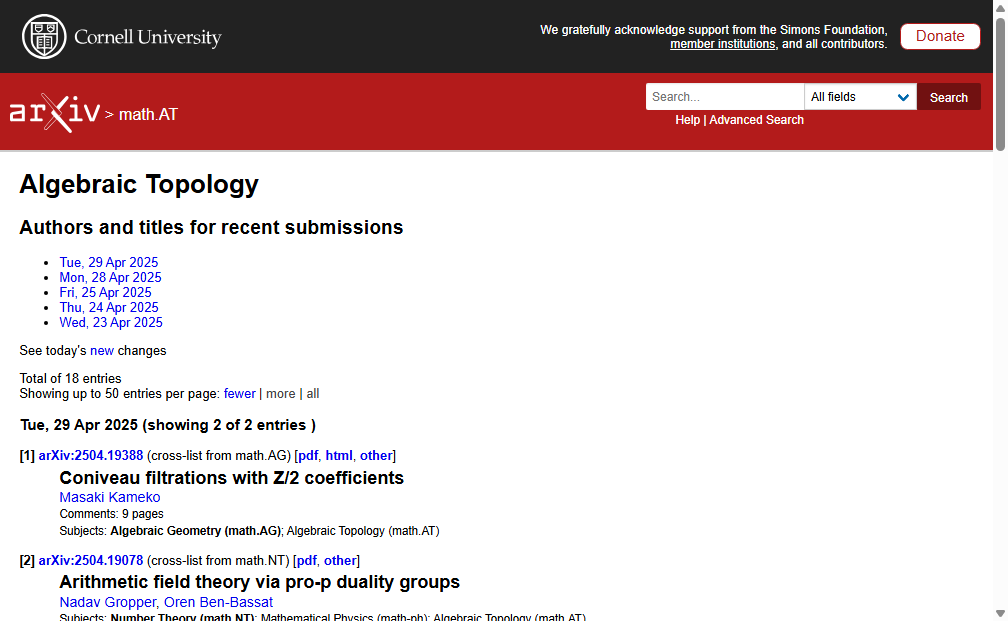 Cornell University
We gratefully acknowledge support from the Simons Foundation,
member institutions, and all contributors.
Donate
arXiv > math.AT
Search...
All fields
Search
Help | Advanced Search
Algebraic Topology
Authors and titles for recent submissions
• Tue, 29 Apr 2025
• Mon, 28 Apr 2025
• Fri, 25 Apr 2025
• Thu, 24 Apr 2025
• Wed, 23 Apr 2025
See today's new changes
Total of 18 entries
Showing up to 50 entries per page: fewer | more | all
Tue, 29 Apr 2025 (showing 2 of 2 entries )
[1] arXiv:2504.19388 (cross-list from math.AG) [pdf, html, other]
Coniveau filtrations with Z/2 coefficients
Masaki Kameko
Comments: 9 pages
Subjects: Algebraic Geometry (math.AG); Algebraic Topology (math.AT)
[2] arXiv:2504.19078 (cross-list from math.NT) [pdf, other]
Arithmetic field theory via pro-p duality groups
Nadav Gropper, Oren Ben-Bassat
Subjects: Number Theory (math.NT); Mathematical Physics (math-ph); Algebraic Topology (math.AT)